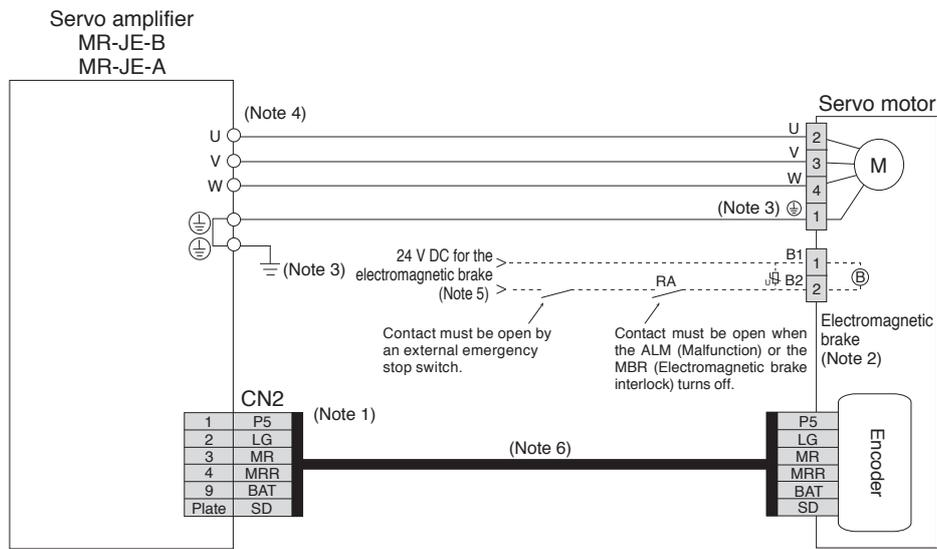 Servo amplifier
MR-JE-B
MR-JE-A
Servo motor
(Note 4)
U
V
W
U
V
W
(Note 3)
2
3
4
1
M
(Note 3)
24 V DC for the
electromagnetic brake
(Note 5)
RA
B1
B2
U
1
2
B
Contact must be open by
an external emergency
stop switch.
Contact must be open when
the ALM (Malfunction) or the
MBR (Electromagnetic brake
interlock) turns off.
Electromagnetic
brake
(Note 2)
CN2
(Note 1)
1 P5
2 LG
3 MR
4 MRR
9 BAT
Plate SD
(Note 6)
P5
LG
MR
MRR
BAT
SD
Encoder